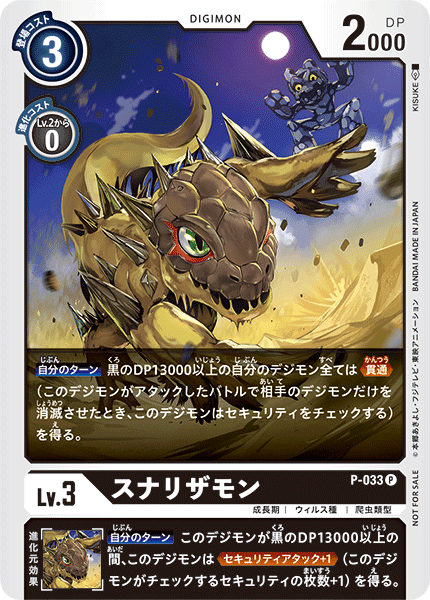 登場コスト
3
DIGIMON
DP
2000
進化コスト
Lv.2から
0
KISUKE
© 本郷あきよし・フジテレビ・東映アニメーション BANDAI MADE IN JAPAN
NOT FOR SALE
自分のターン 黒のDP13000以上の自分のデジモン全ては 貫通
(このデジモンがアタックしたバトルで相手のデジモンだけを
消滅させたとき、このデジモンはセキュリティをチェックする)
を得る。
P-033 P
Lv.3
スナリザモン
成長期 | ウィルス種 | 爬虫類型
進化元効果
自分のターン このデジモンが黒のDP13000以上の
間、このデジモンは セキュリティアタック+1 (このデジ
モンがチェックするセキュリティの枚数+1) を得る。